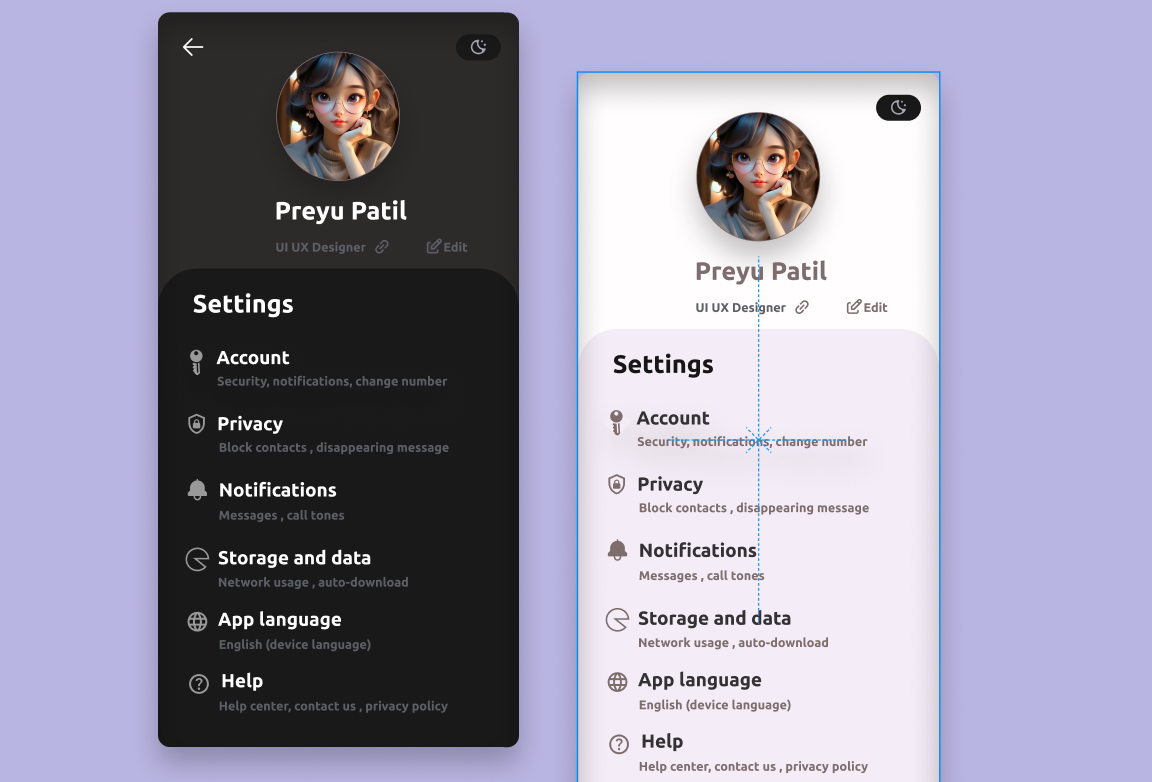 Preyu Patil
UI UX Designer
Edit
Settings
Account
Security, notifications, change number
Privacy
Block contacts , disappearing message
Notifications
Messages , call tones
Storage and data
Network usage , auto-download
App language
English (device language)
Help
Help center, contact us , privacy policy
Preyu Patil
UI UX Designer
Edit
Settings
Account
Security, notifications, change number
Privacy
Block contacts , disappearing message
Notifications
Messages , call tones
Storage and data
Network usage , auto-download
App language
English (device language)
Help
Help center, contact us , privacy policy